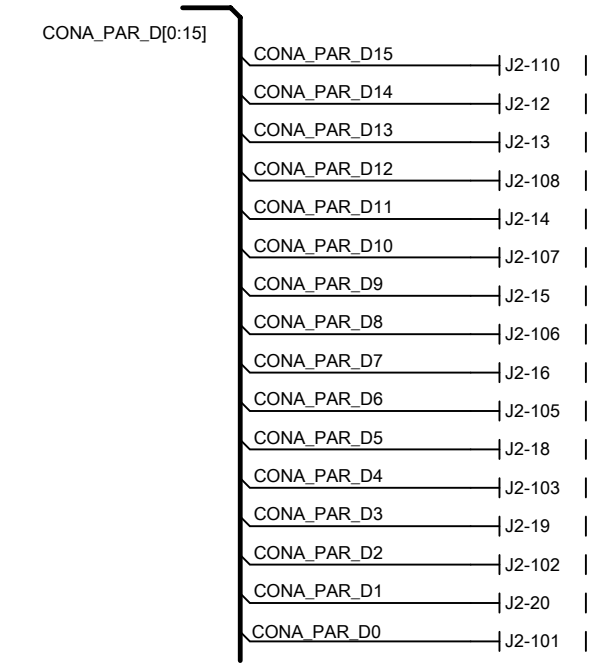 CONA_PAR_D[0:15]
CONA_PAR_D15 J2-110
CONA_PAR_D14 J2-12
CONA_PAR_D13 J2-13
CONA_PAR_D12 J2-108
CONA_PAR_D11 J2-14
CONA_PAR_D10 J2-107
CONA_PAR_D9 J2-15
CONA_PAR_D8 J2-106
CONA_PAR_D7 J2-16
CONA_PAR_D6 J2-105
CONA_PAR_D5 J2-18
CONA_PAR_D4 J2-103
CONA_PAR_D3 J2-19
CONA_PAR_D2 J2-102
CONA_PAR_D1 J2-20
CONA_PAR_D0 J2-101